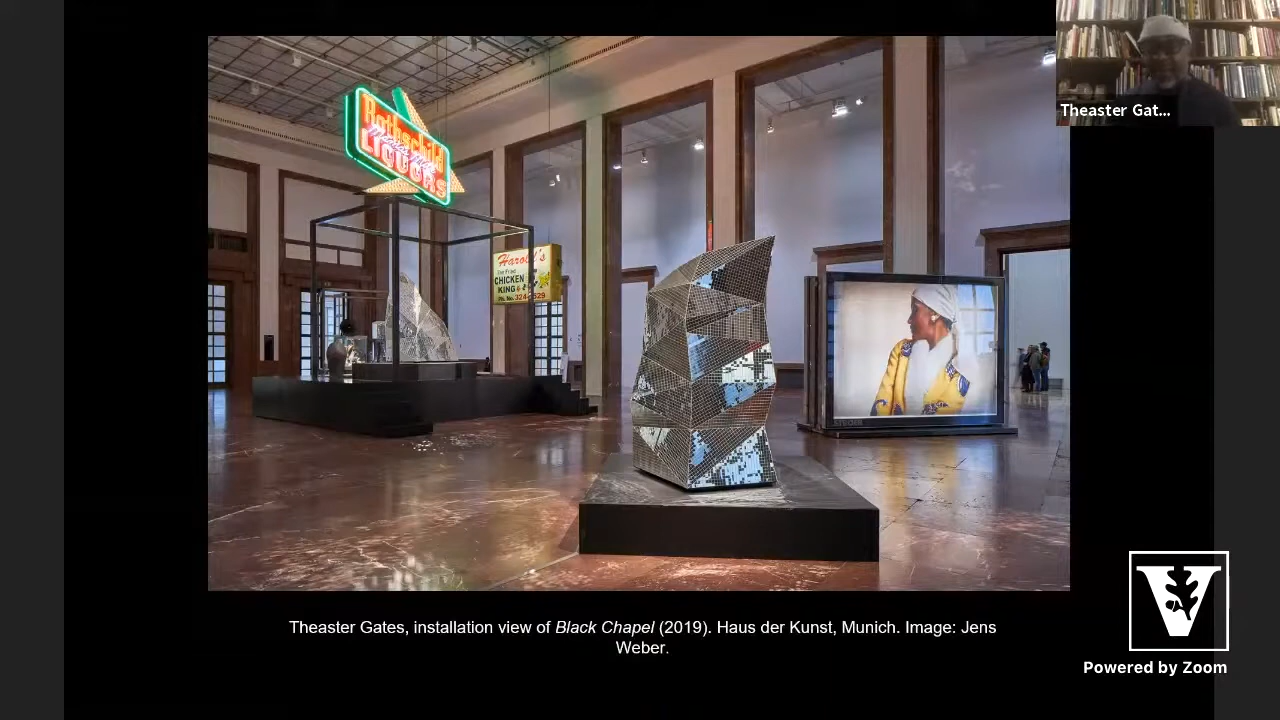 Theaster Gat...
Rothschild
LIQUORS
Harold's
CHICKEN
KING
Theaster Gates, installation view of Black Chapel (2019). Haus der Kunst, Munich. Image: Jens
Weber.
V
Powered by Zoom